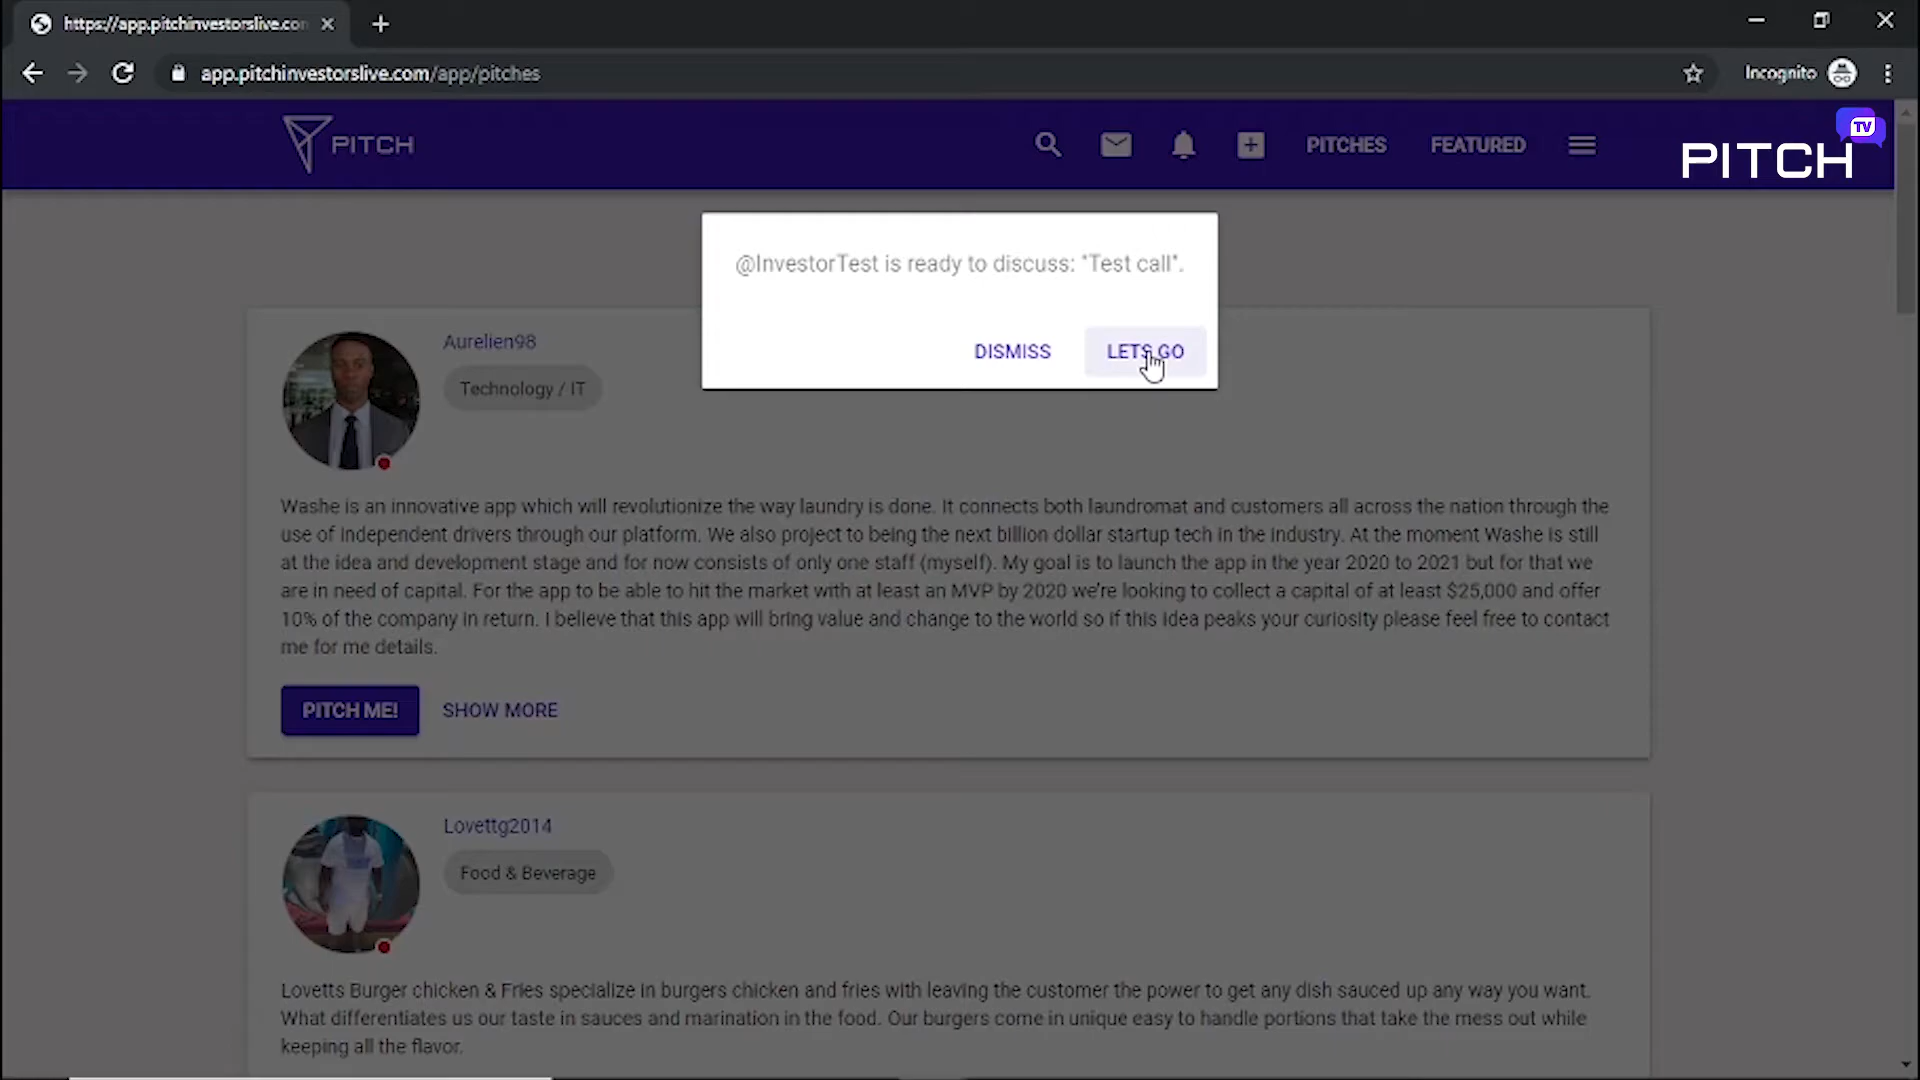 https://app.pitchinvestorslive.co
app.pitchinvestorslive.com/app/pitches
Incognito
PITCH
PITCHES
FEATURED
TV
PITCH
@InvestorTest is ready to discuss: "Test call".
DISMISS
LETS GO
Aurelien98
Technology / IT
Washe is an innovative app which will revolutionize the way laundry is done. It connects both laundromat and customers all across the nation through the
use of independent drivers through our platform. We also project to being the next billion dollar startup tech in the industry. At the moment Washe is still
at the idea and development stage and for now consists of only one staff (myself). My goal is to launch the app in the year 2020 to 2021 but for that we
are in need of capital. For the app to be able to hit the market with at least an MVP by 2020 we're looking to collect a capital of at least $25,000 and offer
10% of the company in return. I believe that this app will bring value and change to the world so if this idea peaks your curiosity please feel free to contact
me for me details.
PITCH ME!
SHOW MORE
Lovettg2014
Food & Beverage
Lovetts Burger chicken & Fries specialize in burgers chicken and fries with leaving the customer the power to get any dish sauced up any way you want.
What differentiates us our taste in sauces and marination in the food. Our burgers come in unique easy to handle portions that take the mess out while
keeping all the flavor.